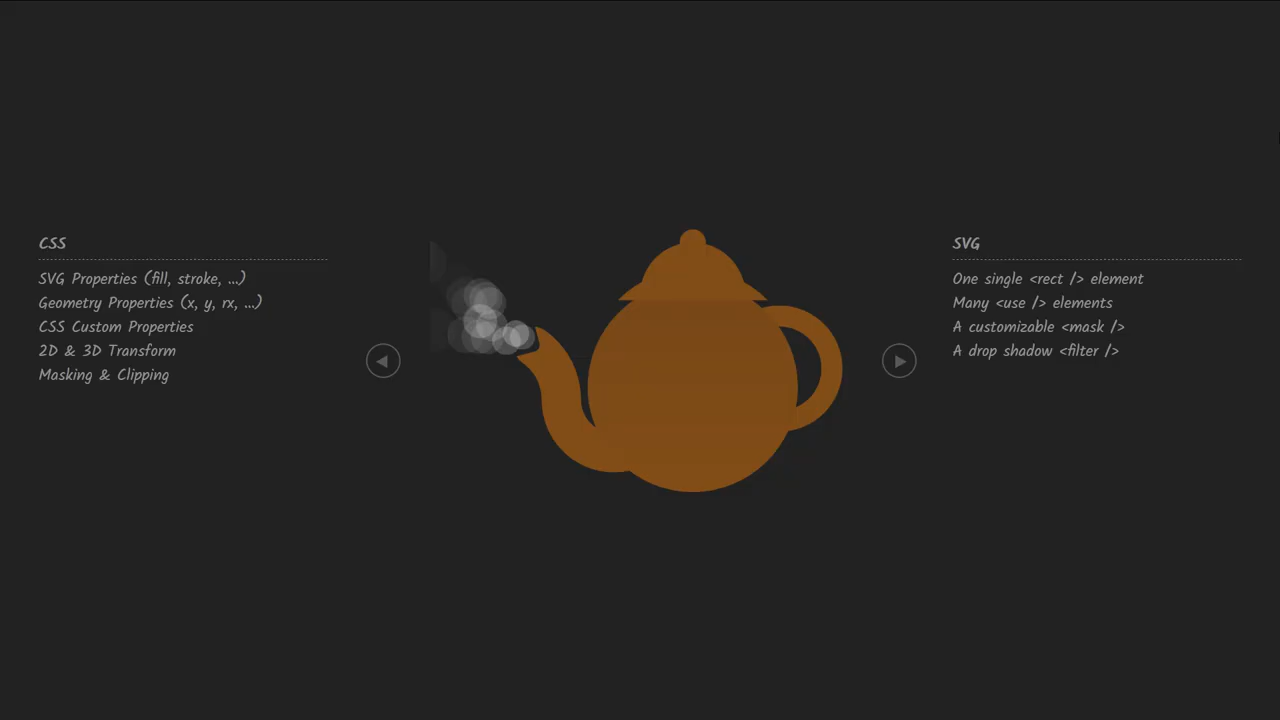 CSS
SVG Properties (fill, stroke, ...)
Geometry Properties (x, y, rx, ...)
CSS Custom Properties
2D & 3D Transform
Masking & Clipping
SVG
One single <rect /> element
Many <use /> elements
A customizable <mask />
A drop shadow <filter />